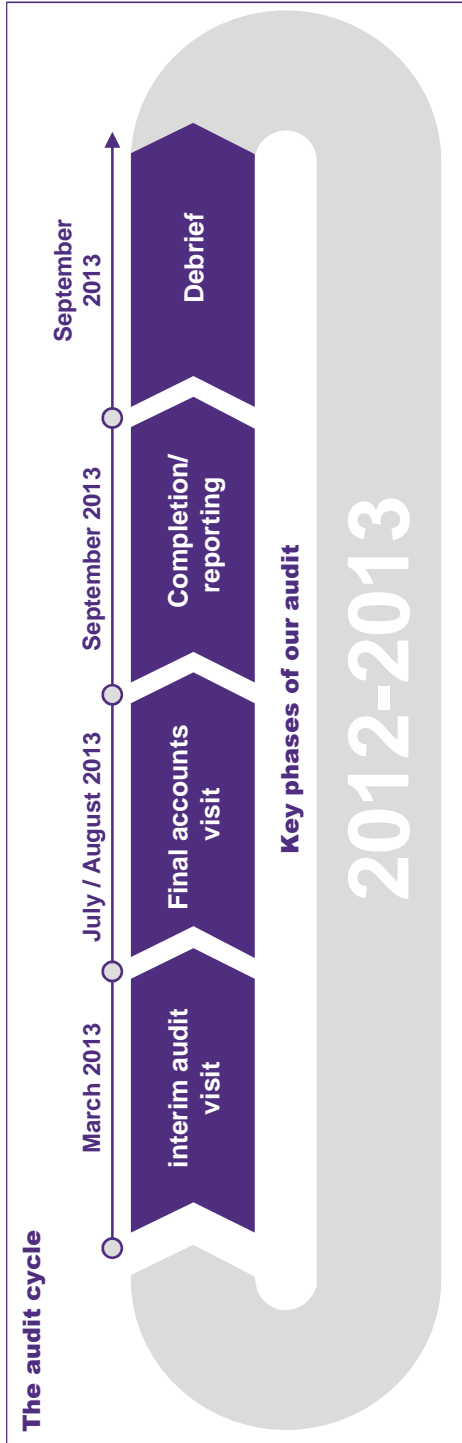 The audit cycle
March 2013
July / August 2013
September 2013
September
2013
interim audit
visit
Final accounts
visit
Completion/
reporting
Debrief
Key phases of our audit
2012-2013